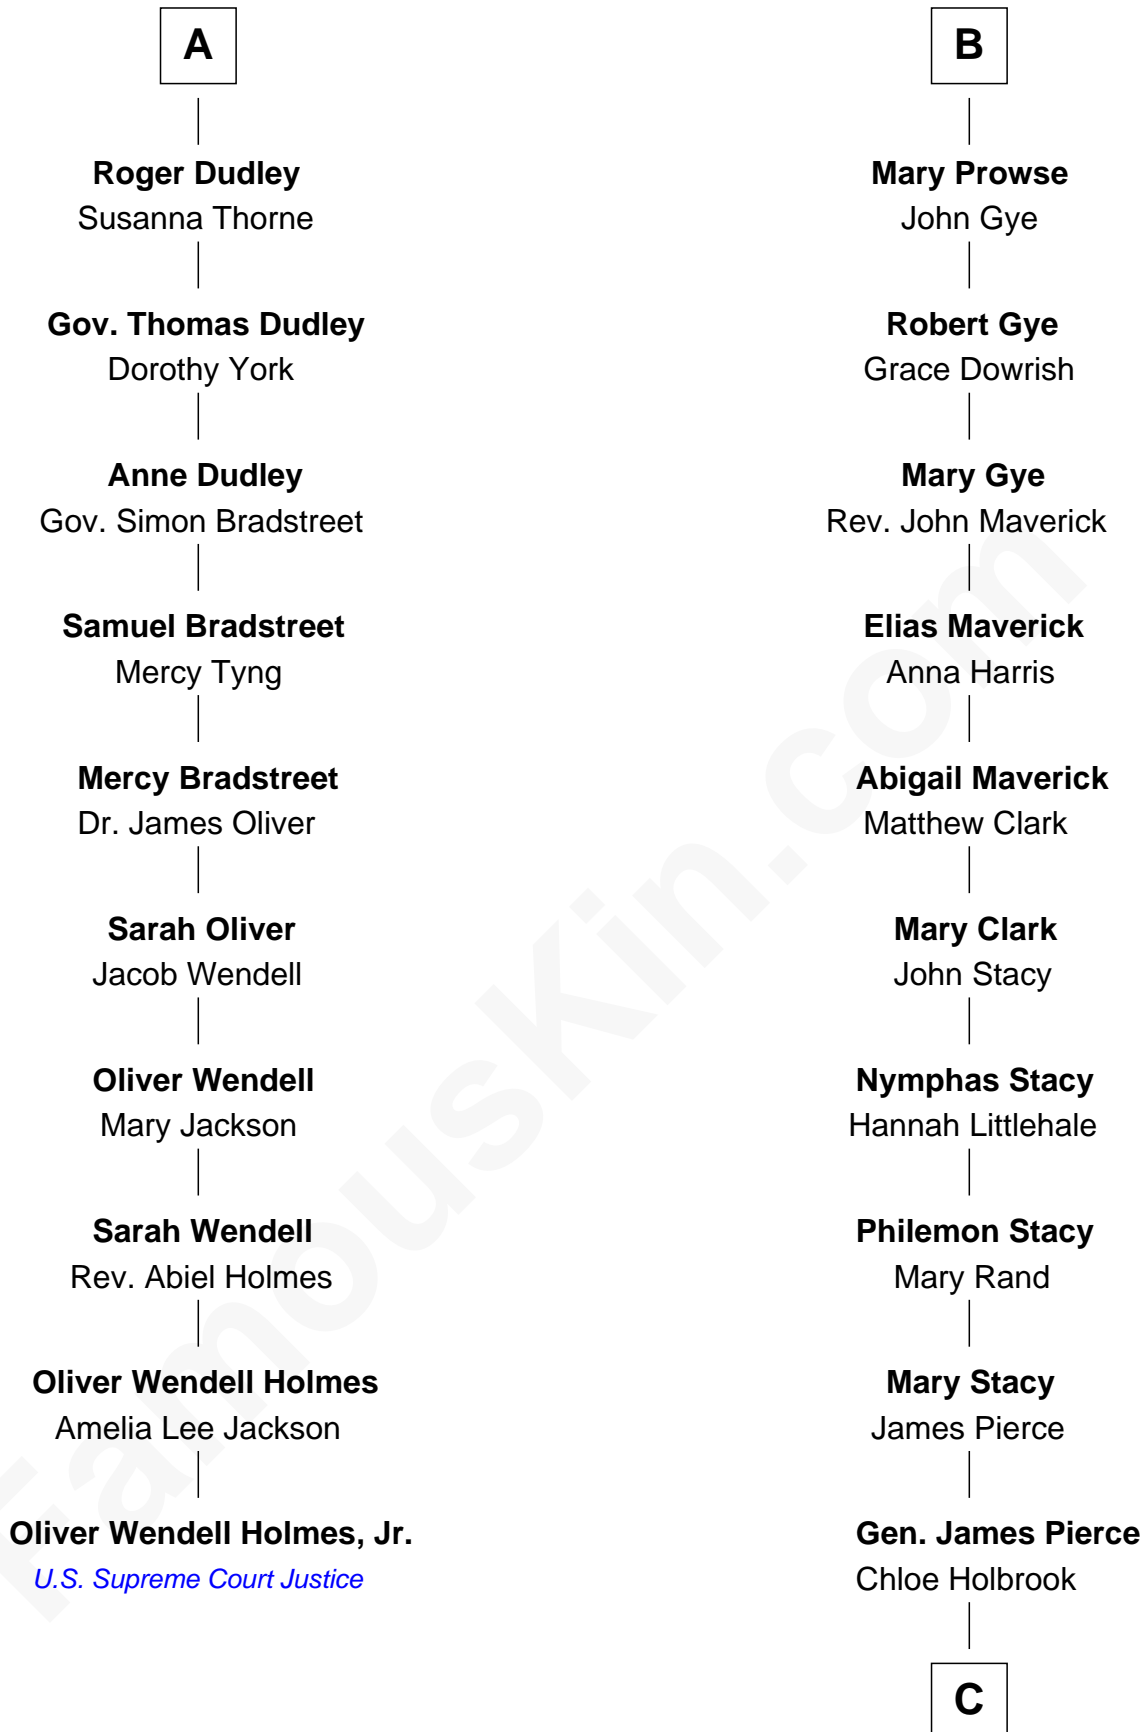 A
Roger Dudley
Susanna Thorne
Gov. Thomas Dudley
Dorothy York
Anne Dudley
Gov. Simon Bradstreet
Samuel Bradstreet
Mercy Tyng
Mercy Bradstreet
Dr. James Oliver
Sarah Oliver
Jacob Wendell
Oliver Wendell
Mary Jackson
Sarah Wendell
Rev. Abiel Holmes
Oliver Wendell Holmes
Amelia Lee Jackson
Oliver Wendell Holmes, Jr.
U.S. Supreme Court Justice
B
Mary Prowse
John Gye
Robert Gye
Grace Dowrish
Mary Gye
Rev. John Maverick
Elias Maverick
Anna Harris
Abigail Maverick
Matthew Clark
Mary Clark
John Stacy
Nymphas Stacy
Hannah Littlehale
Philemon Stacy
Mary Rand
Mary Stacy
James Pierce
Gen. James Pierce
Chloe Holbrook
C
FamousKin.com